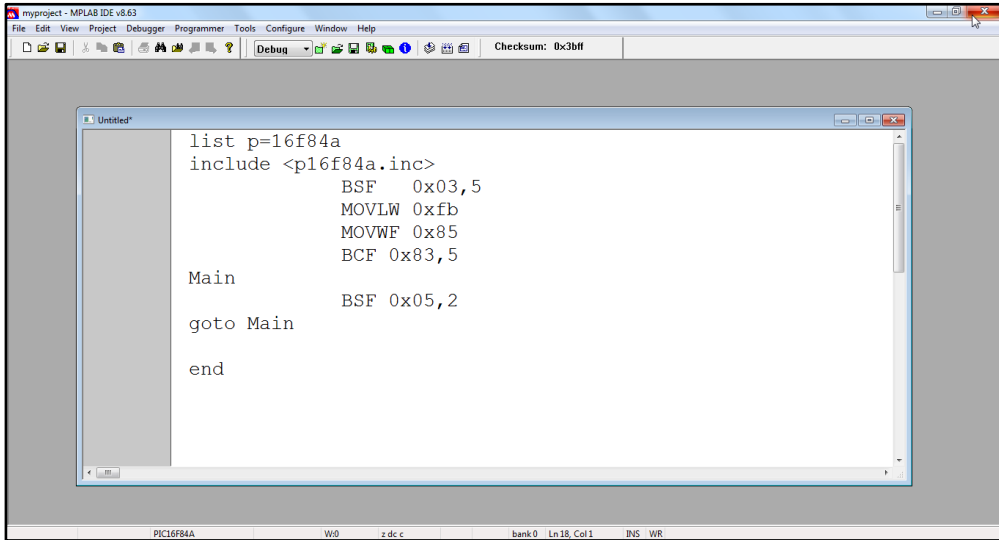 myproject - MPLAB IDE v8.63
File Edit View Project Debugger Programmer Tools Configure Window Help
Debug Checksum: 0x3bff
Untitled*
list p=16f84a
include <p16f84a.inc>
BSF 0x03,5
MOVLW 0xfb
MOVWF 0x85
BCF 0x83,5
Main
BSF 0x05,2
goto Main
end
PIC16F84A W:0 z dc c bank 0 Ln 18, Col 1 INS WR